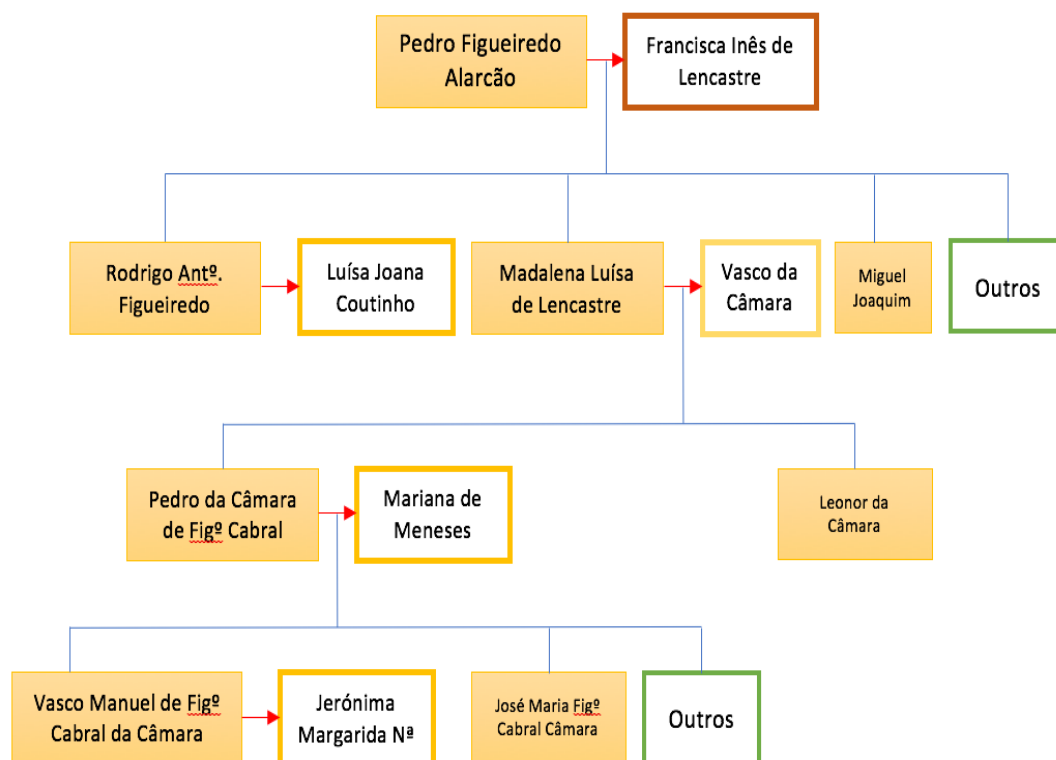 Pedro Figueiredo
Alarcão
Francisca Inês de
Lencastre
Rodrigo Antº.
Figueiredo
Luísa Joana
Coutinho
Madalena Luísa
de Lencastre
Vasco da
Câmara
Miguel
Joaquim
Outros
Pedro da Câmara
de Figº Cabral
Mariana de
Meneses
Leonor da
Câmara
Vasco Manuel de Figº
Cabral da Câmara
Jerónima
Margarida Nª
José Maria Figº
Cabral Câmara
Outros